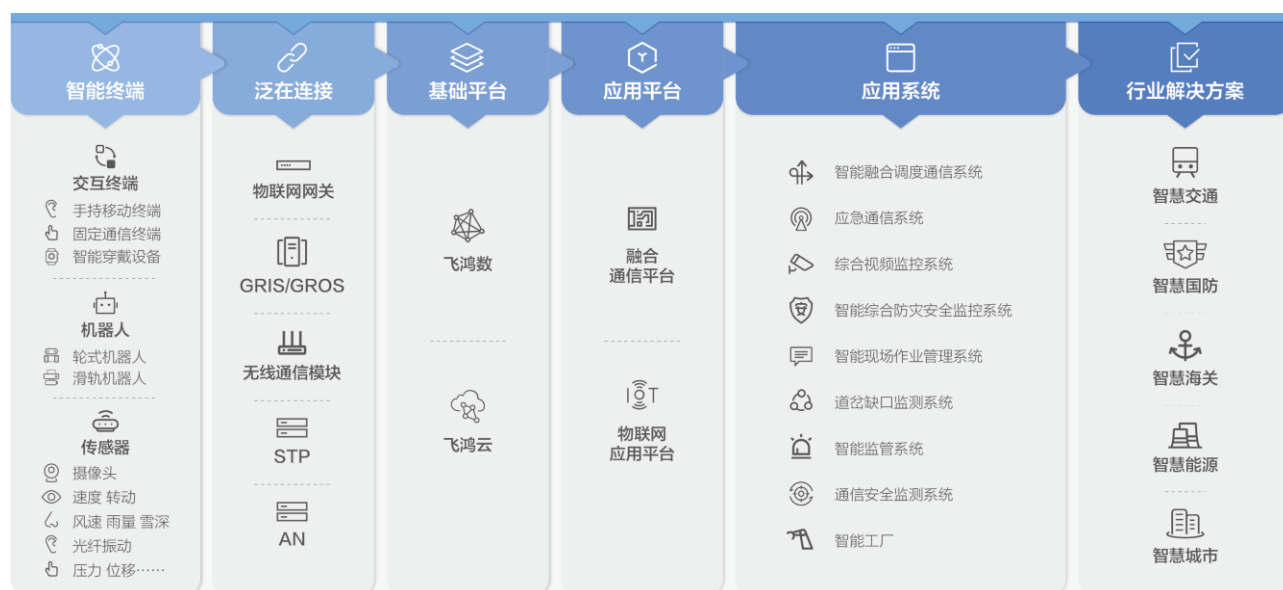 智能终端
交互终端
手持移动终端
固定通信终端
智能穿戴设备
机器人
轮式机器人
滑轨机器人
传感器
摄像头
速度 转动
风速 雨量 雪深
光纤振动
压力 位移……
泛在连接
物联网网关
GRIS/GROS
无线通信模块
STP
AN
基础平台
飞鸿数
飞鸿云
应用平台
融合
通信平台
IOT
物联网
应用平台
应用系统
智能融合调度通信系统
应急通信系统
综合视频监控系统
安
智能综合防灾安全监控系统
智能现场作业管理系统
道岔缺口监测系统
智能监管系统
通信安全监测系统
智能工厂
行业解决方案
智慧交通
智慧国防
智慧海关
智慧能源
智慧城市